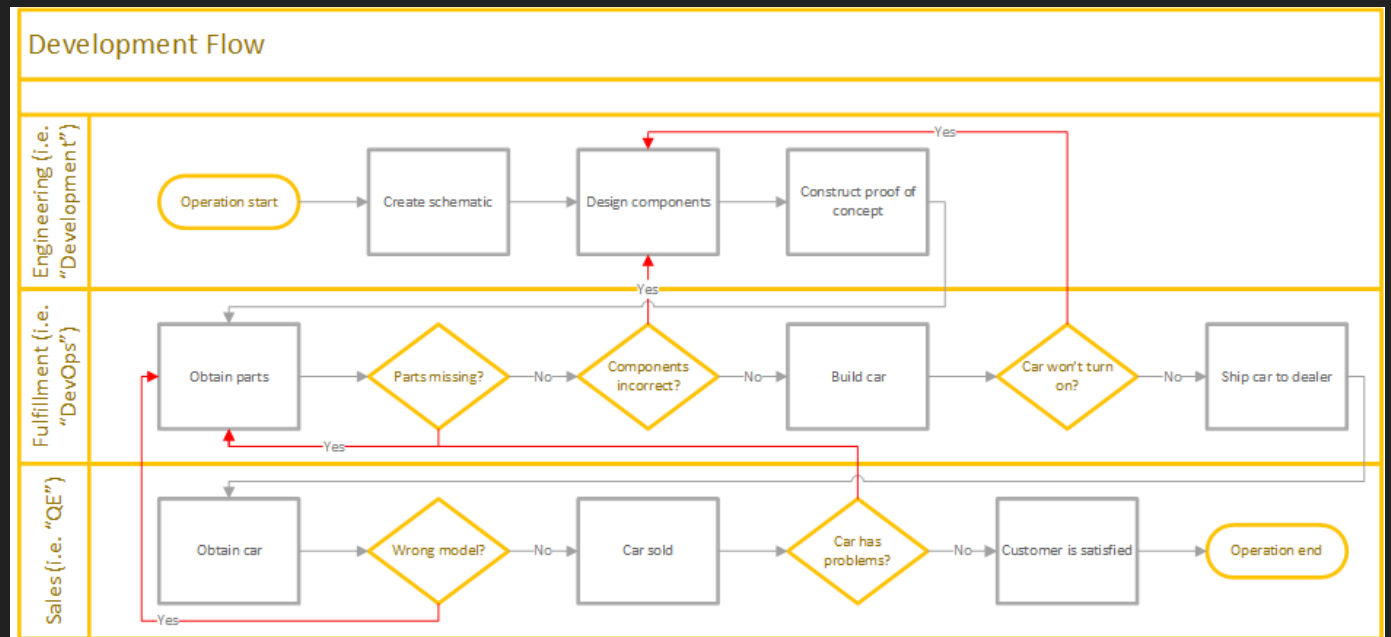 Development Flow
Engineering (i.e.
“Development”)
Yes
Operation start
Create schematic
Design components
Construct proof of
concept
Yes
Fulfillment (i.e.
“DevOps”)
Obtain parts
Parts missing?
No
Components
incorrect?
No
Build car
Car won’t turn
on?
No
Ship car to dealer
Yes
Sales (i.e. “QE”)
Obtain car
Wrong model?
No
Car sold
Car has
problems?
No
Customer is satisfied
Operation end
Yes